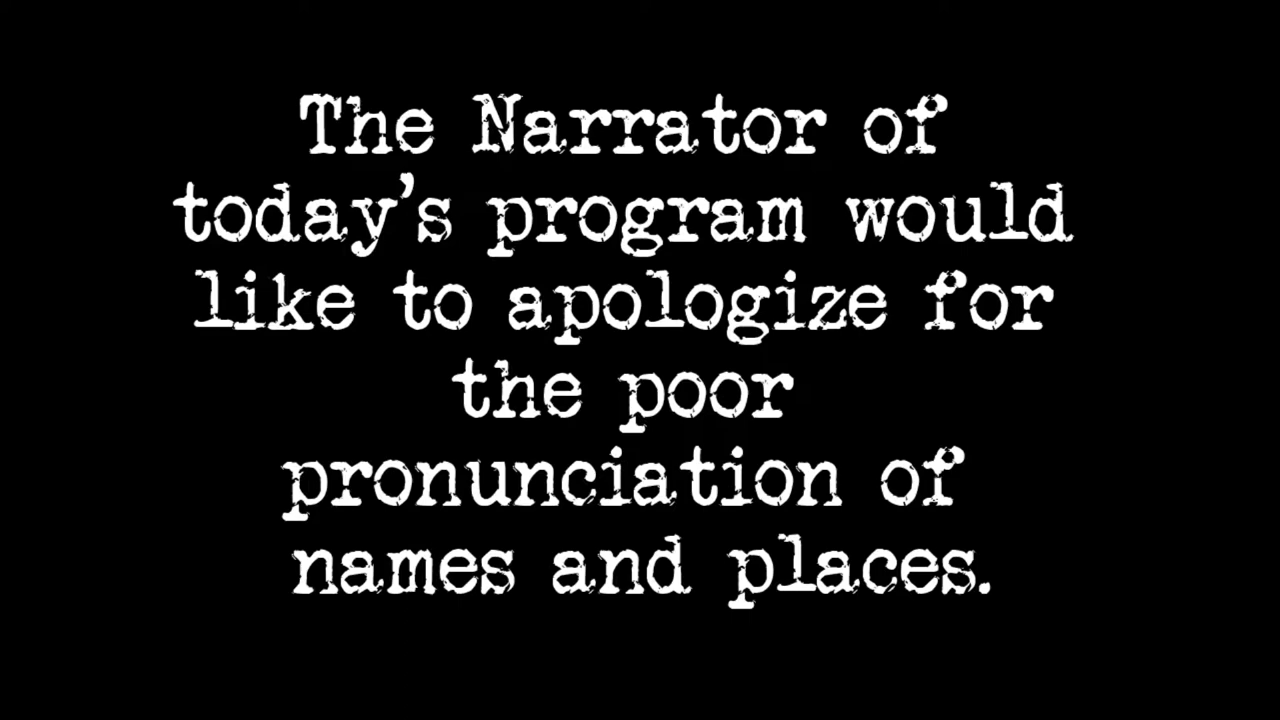 The Narrator of
today's program would
like to apologize for
the poor
pronunciation of
names and places.